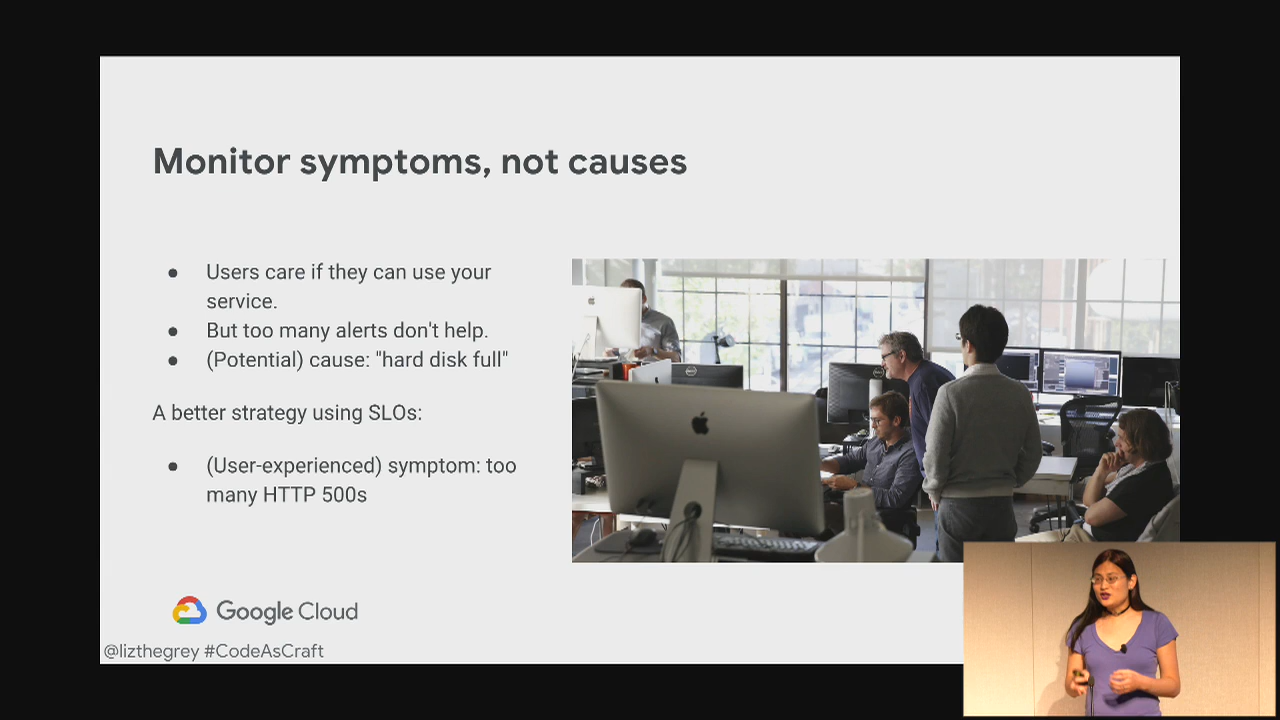 Monitor symptoms, not causes
● Users care if they can use your
service.
● But too many alerts don't help.
● (Potential) cause: "hard disk full"
A better strategy using SLOs:
● (User-experienced) symptom: too
many HTTP 500s
Google Cloud
@lizthegrey #CodeAsCraft